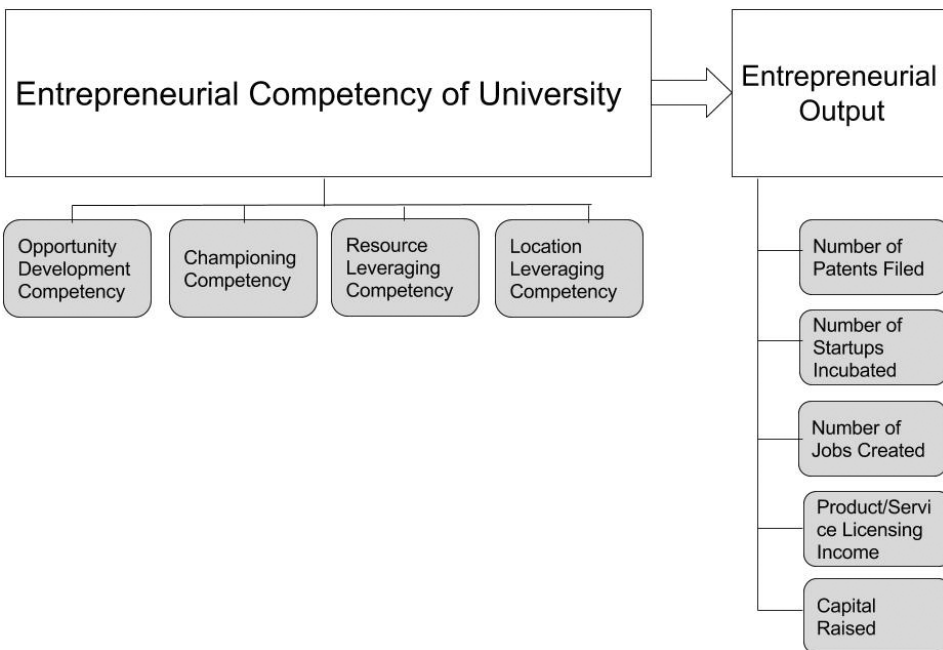 Entrepreneurial Competency of University
Entrepreneurial
Output
Opportunity
Development
Competency
Championing
Competency
Resource
Leveraging
Competency
Location
Leveraging
Competency
Number of
Patents Filed
Number of
Startups
Incubated
Number of
Jobs Created
Product/Servi
ce Licensing
Income
Capital
Raised